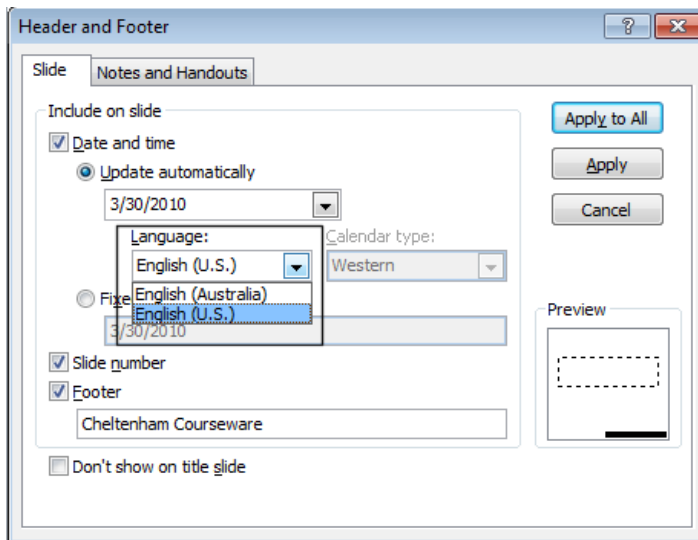 Header and Footer
Slide
Notes and Handouts
Include on slide
Date and time
Update automatically
3/30/2010
Language:
Calendar type:
English (U.S.)
Western
English (Australia)
English (U.S.)
Fixe
3/30/2010
Slide number
Footer
Cheltenham Courseware
Don't show on title slide
Apply to All
Apply
Cancel
Preview